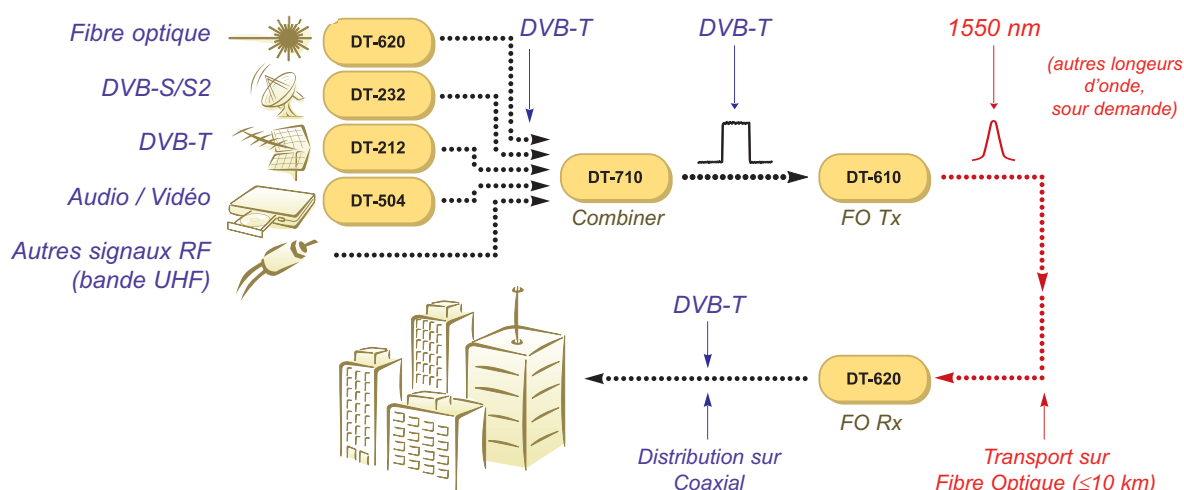 Fibre optique
DT-620
DVB-T
DVB-T
1550 nm
(autres longeurs
d'onde,
sour demande)
DVB-S/S2
DT-232
DVB-T
DT-212
Audio / Vidéo
DT-504
Autres signaux RF
(bande UHF)
DT-710
Combiner
DT-610
FO Tx
DVB-T
DT-620
FO Rx
Distribution sur
Coaxial
Transport sur
Fibre Optique (≤10 km)